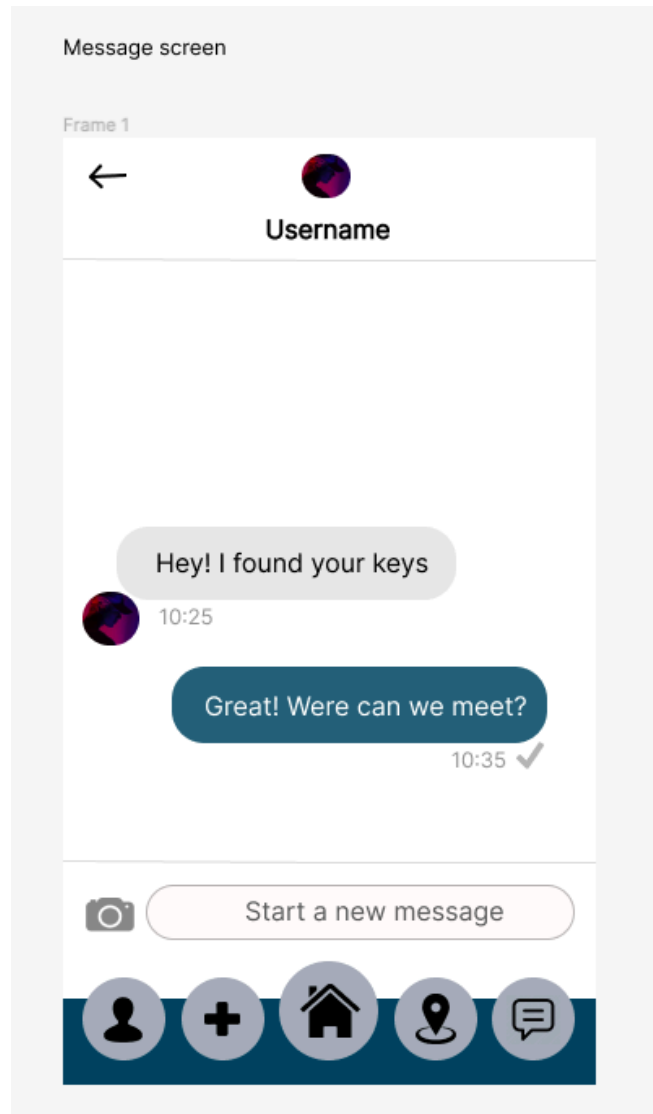 Message screen
Frame 1
Username
Hey! I found your keys
10:25
Great! Were can we meet?
10:35
Start a new message